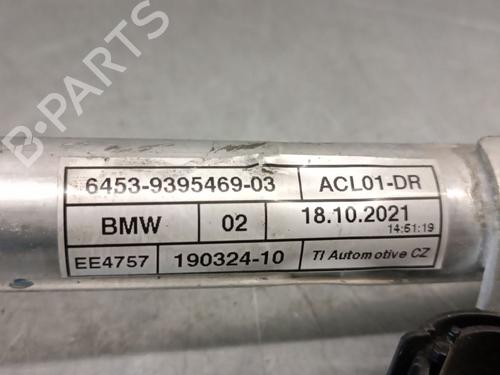 B-PARTS
6453-9395469-03 ACL01-DR
BMW 02 18.10.2021
14:51:19
EE4757 190324-10 TI Automotive CZ